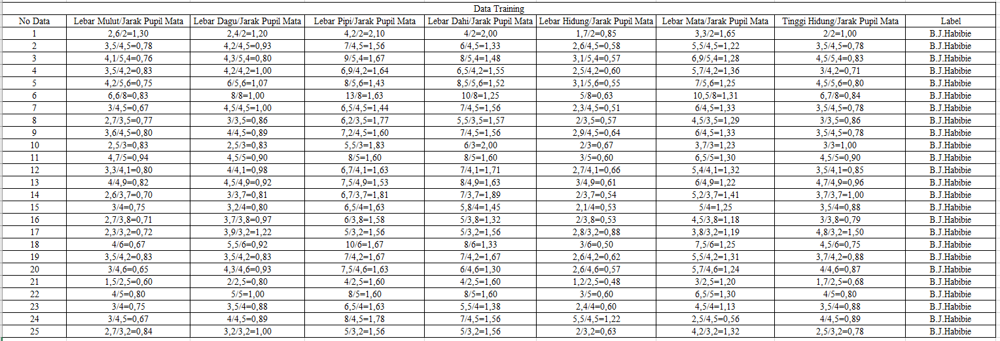 Data Training
No Data Lebar Mulut/Jarak Pupil Mata Lebar Dagu/Jarak Pupil Mata Lebar Pipi/Jarak Pupil Mata Lebar Dahi/Jarak Pupil Mata Lebar Hidung/Jarak Pupil Mata Lebar Mata/Jarak Pupil Mata Tinggi Hidung/Jarak Pupil Mata Label
1 2,6/2=1,30 2,4/2=1,20 4,2/2=2,10 4/2=2,00 1,7/2=0,85 3,3/2=1,65 2/2=1,00 B.J.Habibie
2 3,5/4,5=0,78 4,2/4,5=0,93 7/4,5=1,56 6/4,5=1,33 2,6/4,5=0,58 5,5/4,5=1,22 3,5/4,5=0,78 B.J.Habibie
3 4,1/5,4=0,76 4,3/5,4=0,80 9/5,4=1,67 8/5,4=1,48 3,1/5,4=0,57 6,9/5,4=1,28 4,5/5,4=0,83 B.J.Habibie
4 3,5/4,2=0,83 4,2/4,2=1,00 6,9/4,2=1,64 6,5/4,2=1,55 2,5/4,2=0,60 5,7/4,2=1,36 3/4,2=0,71 B.J.Habibie
5 4,2/5,6=0,75 6/5,6=1,07 8/5,6=1,43 8,5/5,6=1,52 3,1/5,6=0,55 7/5,6=1,25 4,5/5,6=0,80 B.J.Habibie
6 6,6/8=0,83 8/8=1,00 13/8=1,63 10/8=1,25 5/8=0,63 10,5/8=1,31 6,7/8=0,84 B.J.Habibie
7 3/4,5=0,67 4,5/4,5=1,00 6,5/4,5=1,44 7/4,5=1,56 2,3/4,5=0,51 6/4,5=1,33 3,5/4,5=0,78 B.J.Habibie
8 2,7/3,5=0,77 3/3,5=0,86 6,2/3,5=1,77 5,5/3,5=1,57 2/3,5=0,57 4,5/3,5=1,29 3/3,5=0,86 B.J.Habibie
9 3,6/4,5=0,80 4/4,5=0,89 7,2/4,5=1,60 7/4,5=1,56 2,9/4,5=0,64 6/4,5=1,33 3,5/4,5=0,78 B.J.Habibie
10 2,5/3=0,83 2,5/3=0,83 5,5/3=1,83 6/3=2,00 2/3=0,67 3,7/3=1,23 3/3=1,00 B.J.Habibie
11 4,7/5=0,94 4,5/5=0,90 8/5=1,60 8/5=1,60 3/5=0,60 6,5/5=1,30 4,5/5=0,90 B.J.Habibie
12 3,3/4,1=0,80 4/4,1=0,98 6,7/4,1=1,63 7/4,1=1,71 2,7/4,1=0,66 5,4/4,1=1,32 3,5/4,1=0,85 B.J.Habibie
13 4/4,9=0,82 4,5/4,9=0,92 7,5/4,9=1,53 8/4,9=1,63 3/4,9=0,61 6/4,9=1,22 4,7/4,9=0,96 B.J.Habibie
14 2,6/3,7=0,70 3/3,7=0,81 6,7/3,7=1,81 7/3,7=1,89 2/3,7=0,54 5,2/3,7=1,41 3,7/3,7=1,00 B.J.Habibie
15 3/4=0,75 3,2/4=0,80 6,5/4=1,63 5,8/4=1,45 2,1/4=0,53 5/4=1,25 3,5/4=0,88 B.J.Habibie
16 2,7/3,8=0,71 3,7/3,8=0,97 6/3,8=1,58 5/3,8=1,32 2/3,8=0,53 4,5/3,8=1,18 3/3,8=0,79 B.J.Habibie
17 2,3/3,2=0,72 3,9/3,2=1,22 5/3,2=1,56 5/3,2=1,56 2,8/3,2=0,88 3,8/3,2=1,19 4,8/3,2=1,50 B.J.Habibie
18 4/6=0,67 5,5/6=0,92 10/6=1,67 8/6=1,33 3/6=0,50 7,5/6=1,25 4,5/6=0,75 B.J.Habibie
19 3,5/4,2=0,83 3,5/4,2=0,83 7/4,2=1,67 7/4,2=1,67 2,6/4,2=0,62 5,5/4,2=1,31 3,7/4,2=0,88 B.J.Habibie
20 3/4,6=0,65 4,3/4,6=0,93 7,5/4,6=1,63 6/4,6=1,30 2,6/4,6=0,57 5,7/4,6=1,24 4/4,6=0,87 B.J.Habibie
21 1,5/2,5=0,60 2/2,5=0,80 4/2,5=1,60 4/2,5=1,60 1,2/2,5=0,48 3/2,5=1,20 1,7/2,5=0,68 B.J.Habibie
22 4/5=0,80 5/5=1,00 8/5=1,60 8/5=1,60 3/5=0,60 6,5/5=1,30 4/5=0,80 B.J.Habibie
23 3/4=0,75 3,5/4=0,88 6,5/4=1,63 5,5/4=1,38 2,4/4=0,60 4,5/4=1,13 3,5/4=0,88 B.J.Habibie
24 3/4,5=0,67 4/4,5=0,89 8/4,5=1,78 7/4,5=1,56 5,5/4,5=1,22 2,5/4,5=0,56 4/4,5=0,89 B.J.Habibie
25 2,7/3,2=0,84 3,2/3,2=1,00 5/3,2=1,56 5/3,2=1,56 2/3,2=0,63 4,2/3,2=1,32 2,5/3,2=0,78 B.J.Habibie